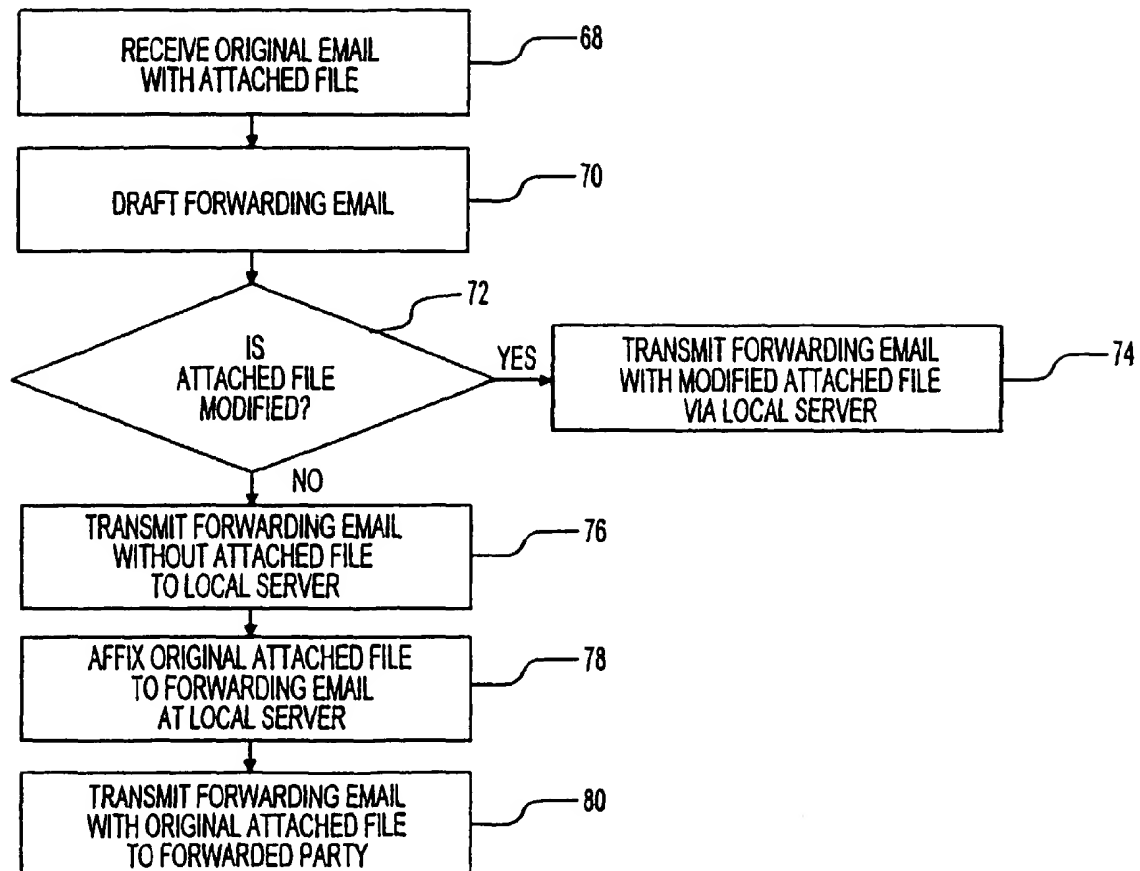 RECEIVE ORIGINAL EMAIL
WITH ATTACHED FILE
68
DRAFT FORWARDING EMAIL
70
72
IS
ATTACHED FILE
MODIFIED?
YES
TRANSMIT FORWARDING EMAIL
WITH MODIFIED ATTACHED FILE
VIA LOCAL SERVER
74
NO
TRANSMIT FORWARDING EMAIL
WITHOUT ATTACHED FILE
TO LOCAL SERVER
76
AFFIX ORIGINAL ATTACHED FILE
TO FORWARDING EMAIL
AT LOCAL SERVER
78
TRANSMIT FORWARDING EMAIL
WITH ORIGINAL ATTACHED FILE
TO FORWARDED PARTY
80